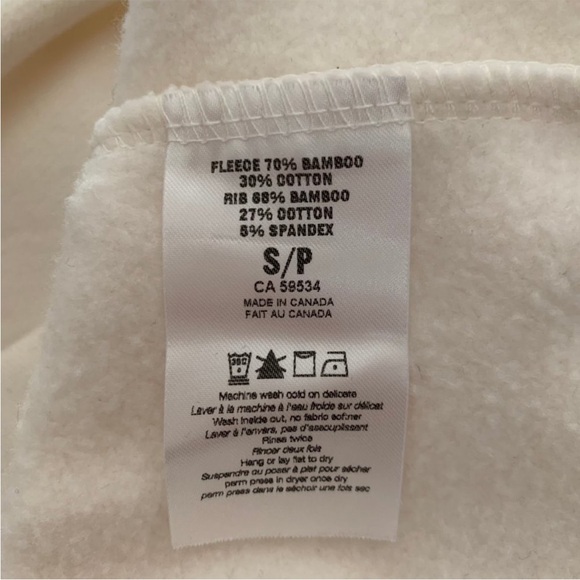 FLEECE 70% BAMBOO
30% COTTON
RIB 68% BAMBOO
27% COTTON
5% SPANDEX
S/P
CA 59534
MADE IN CANADA
FAIT AU CANADA
30C
Machine wash cold on delicate
Laver à la machine à l'eau froide sur délicat
Wash Inside out, no fabric softner
Laver à l'envers, pas d'assouplissant
Rinse twice
Rincer deux fois
Hang or lay flat to dry
Suspendre ou poser à plat pour sécher
perm press in dryer once dry
perm press dans le séchoir une fois sec